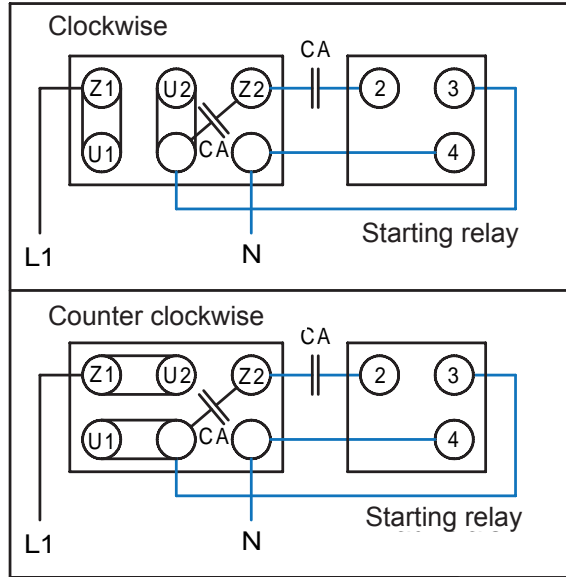 Clockwise
CA
Z1 U2 Z2 2 3
U1 CA 4
Starting relay
L1 N
Counter clockwise
CA
Z1 U2 Z2 2 3
U1 CA 4
Starting relay
L1 N